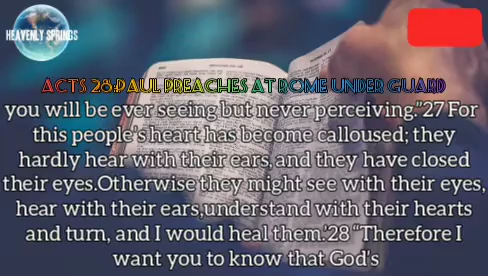 HEAVENLY SPRINGS
ACTS 28:PAUL PREACHES AT ROME UNDER GUARD
you will be ever seeing but never perceiving."27 For
this people's heart has become calloused; they
hardly hear with their ears, and they have closed
their eyes.Otherwise they might see with their eyes,
hear with their ears,understand with their hearts
and turn, and I would heal them.'28 "Therefore I
want you to know that God's